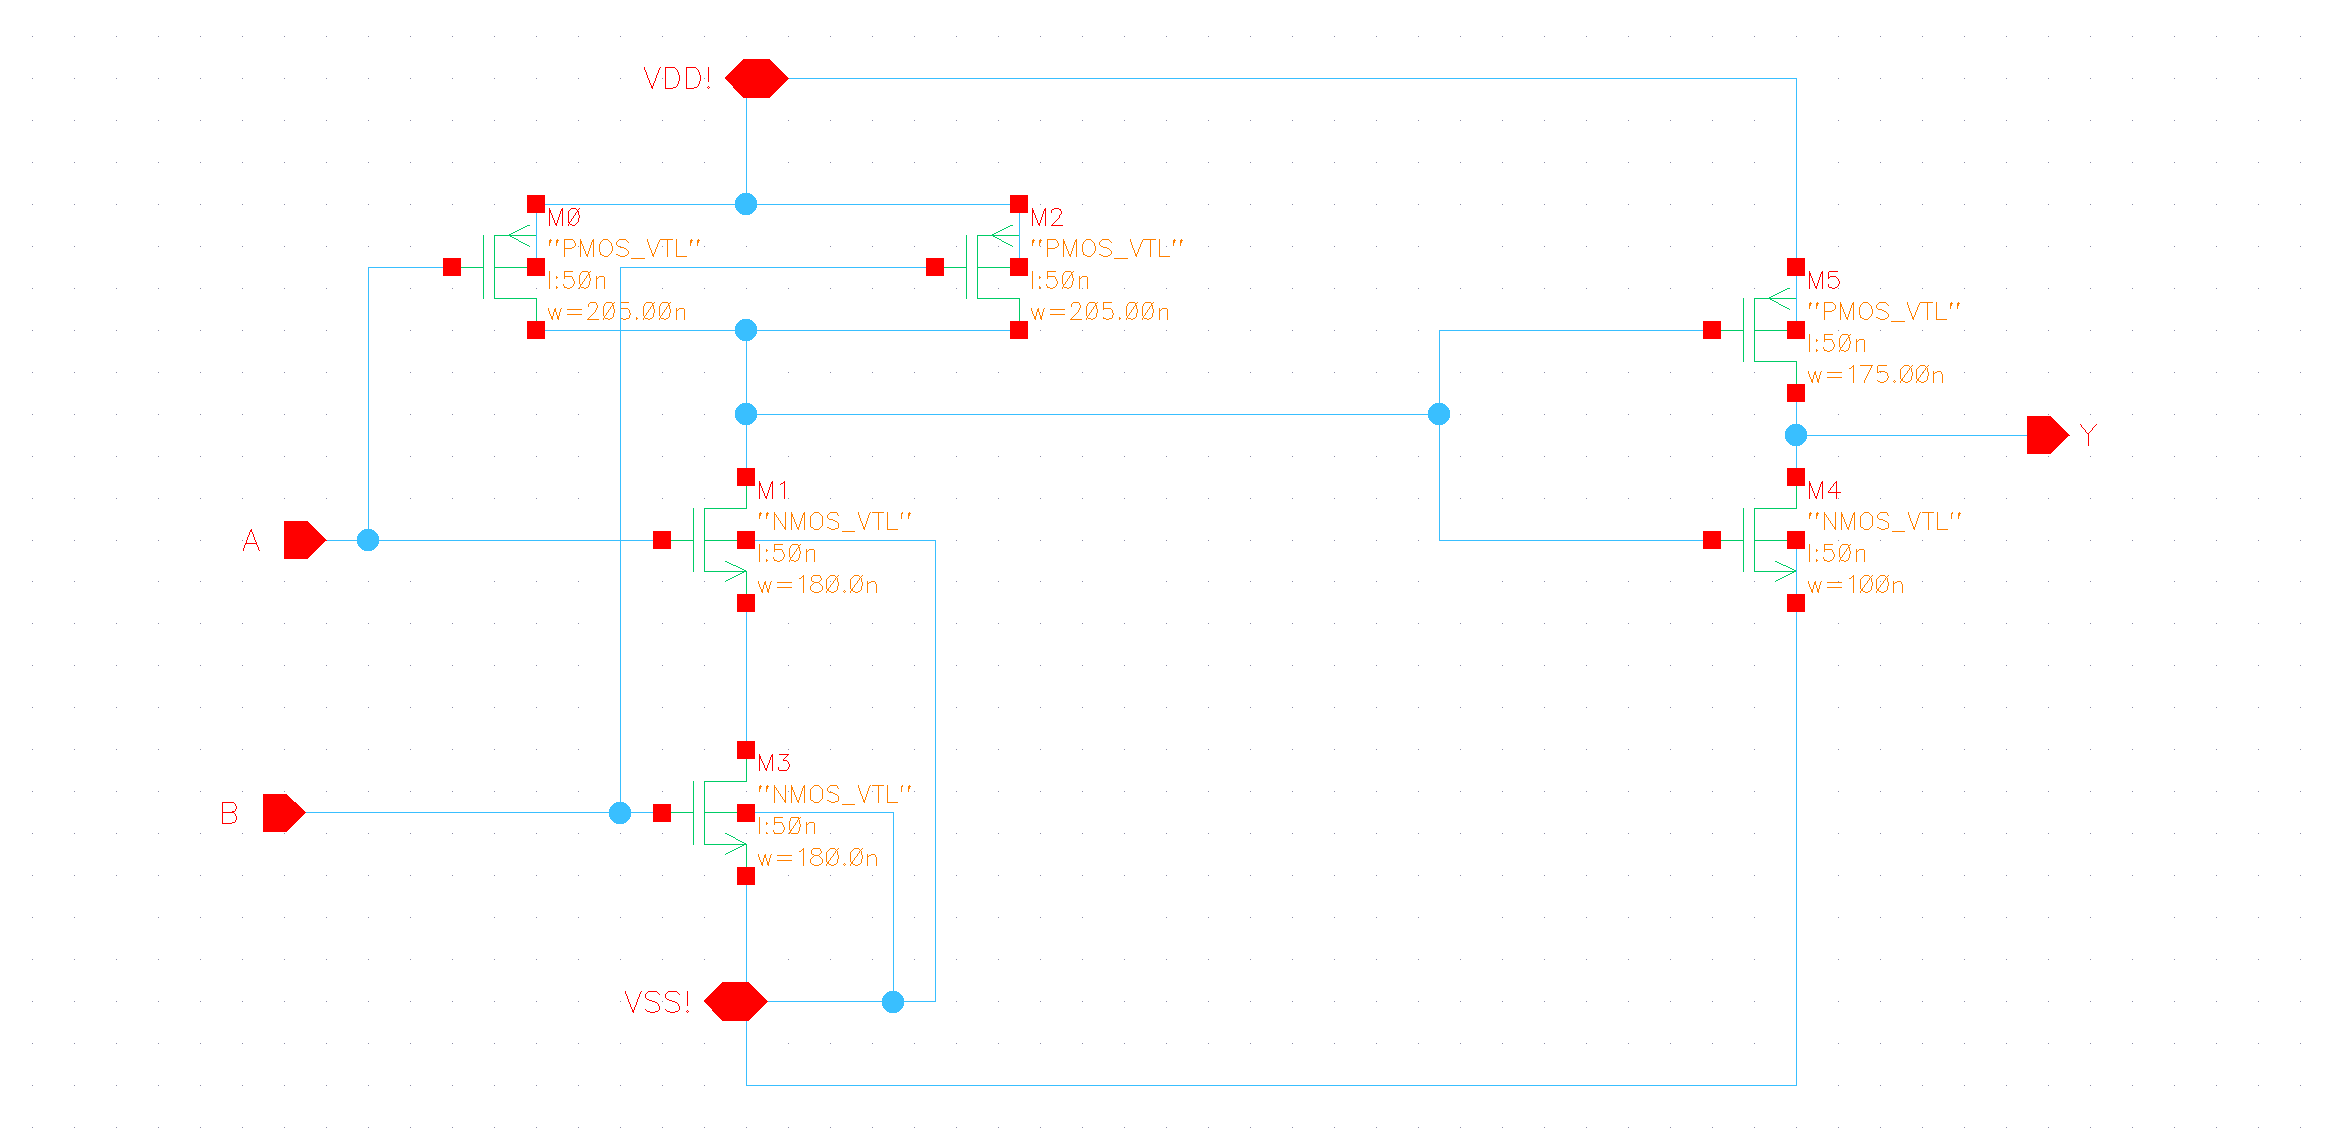 VDD!
M0
"PMOS_VTL"
l:50n
w=205.00n
M2
"PMOS_VTL"
l:50n
w=205.00n
M5
"PMOS_VTL"
l:50n
w=175.00n
Y
A
M1
"NMOS_VTL"
l:50n
w=180.0n
M4
"NMOS_VTL"
l:50n
w=100n
B
M3
"NMOS_VTL"
l:50n
w=180.0n
VSS!